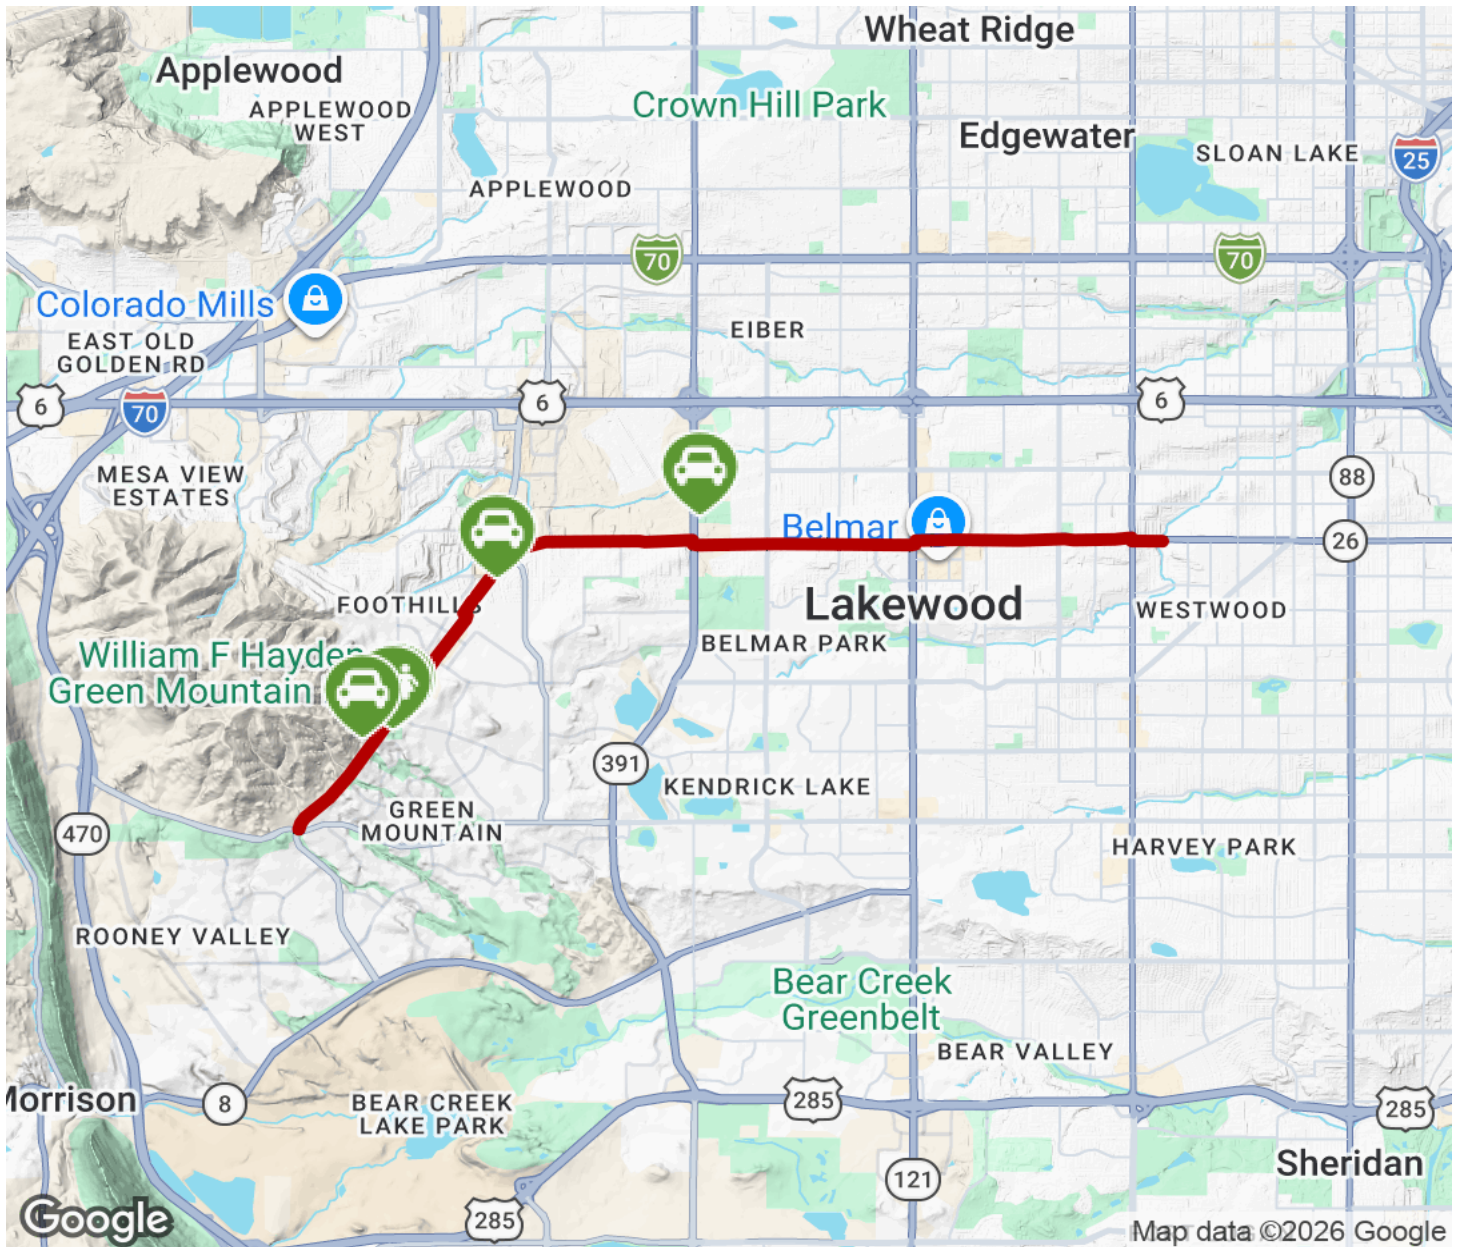 Wheat Ridge
Applewood
APPLEWOOD
WEST
Crown Hill Park
Edgewater
SLOAN LAKE
25
APPLEWOOD
70
70
Colorado Mills
EAST OLD
GOLDEN RD
EIBER
6
70
6
6
MESA VIEW
ESTATES
88
Belmar
26
FOOTHILLS
Lakewood
WESTWOOD
William F Hayden
Green Mountain
BELMAR PARK
391
KENDRICK LAKE
GREEN
MOUNTAIN
470
HARVEY PARK
ROONEY VALLEY
Bear Creek
Greenbelt
BEAR VALLEY
Morrison
8
BEAR CREEK
LAKE PARK
285
285
Sheridan
121
285
Google
Map data ©2026 Google